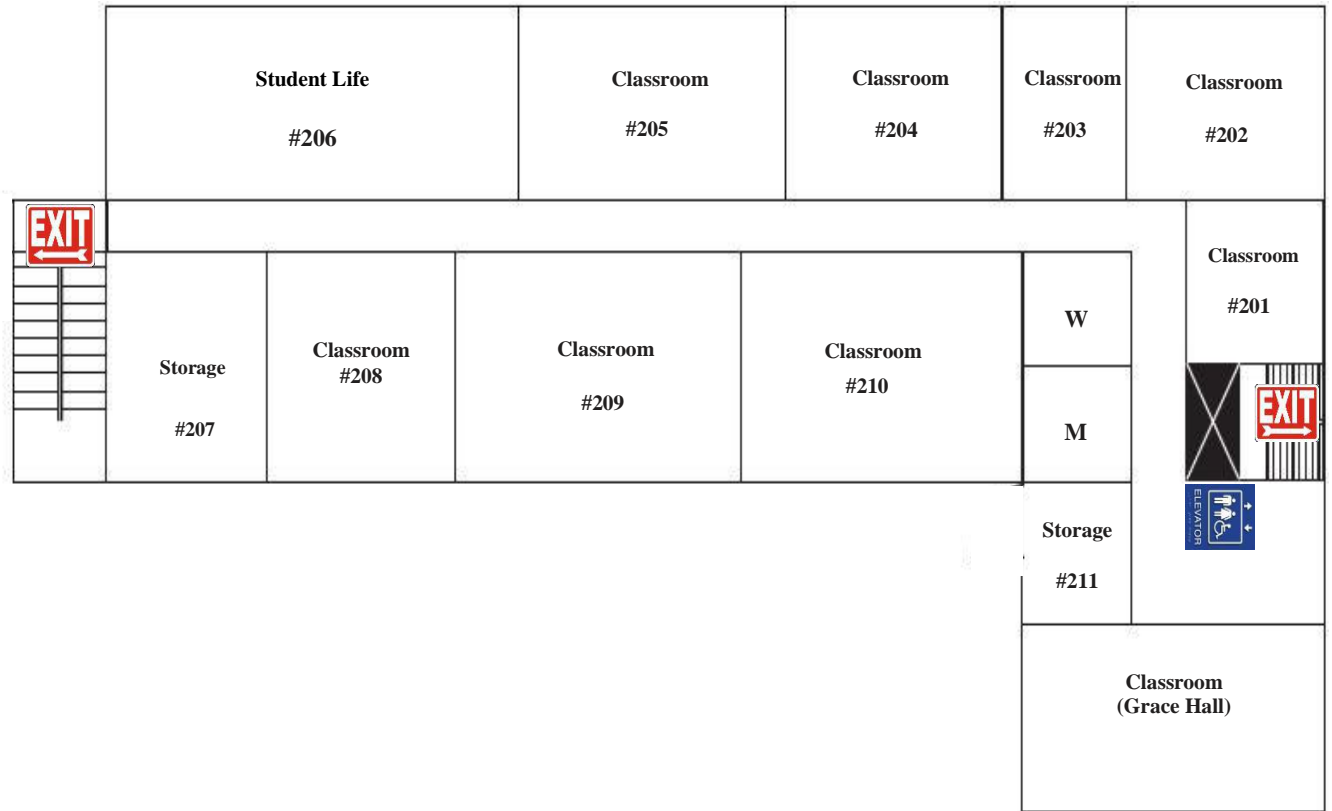 Student Life
#206
Classroom
#205
Classroom
#204
Classroom
#203
Classroom
#202
EXIT
Classroom
#201
Storage
#207
Classroom
#208
Classroom
#209
Classroom
#210
W
M
EXIT
ELEVATOR
Storage
#211
Classroom
(Grace Hall)